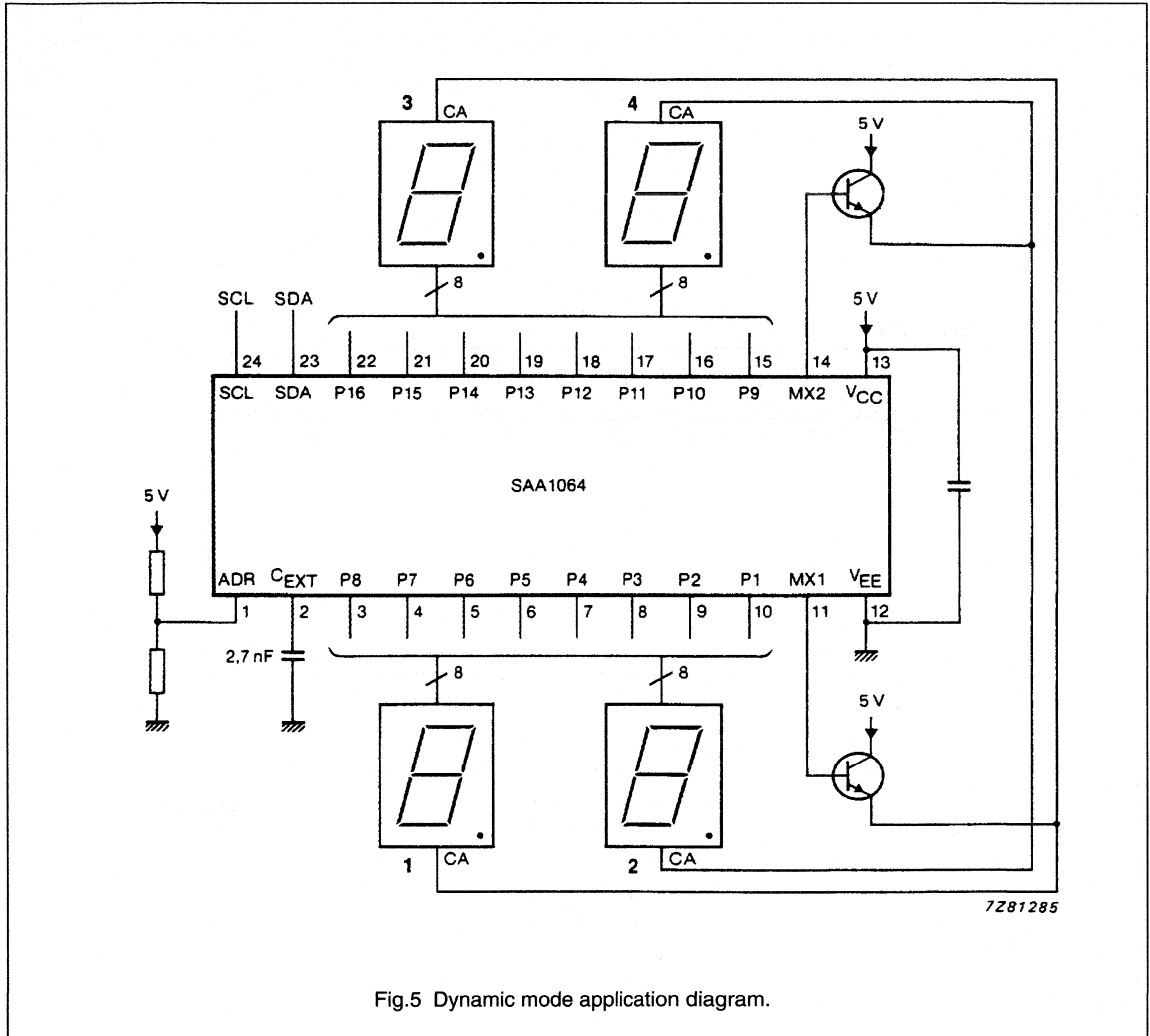 3 CA 4 CA
5 V
8 8
SCL SDA
5 V
24 23 22 21 20 19 18 17 16 15 14 13
SCL SDA P16 P15 P14 P13 P12 P11 P10 P9 MX2 VCC
SAA1064
5 V
ADR CEXT P8 P7 P6 P5 P4 P3 P2 P1 MX1 VEE
1 2 3 4 5 6 7 8 9 10 11 12
2,7 nF
8 8
5 V
1 CA 2 CA
7Z81285
Fig.5 Dynamic mode application diagram.